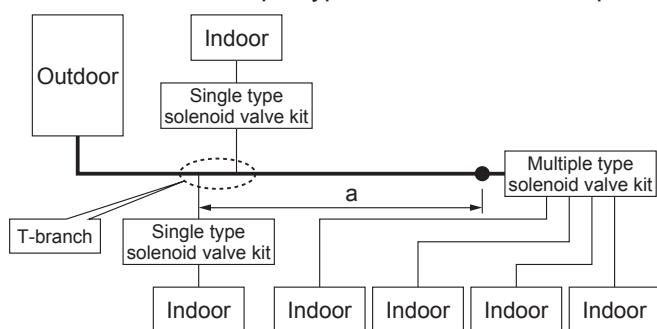 Indoor
Outdoor
Single type
solenoid valve kit
Multiple type
solenoid valve kit
a
T-branch
Single type
solenoid valve kit
Indoor
Indoor
Indoor
Indoor
Indoor